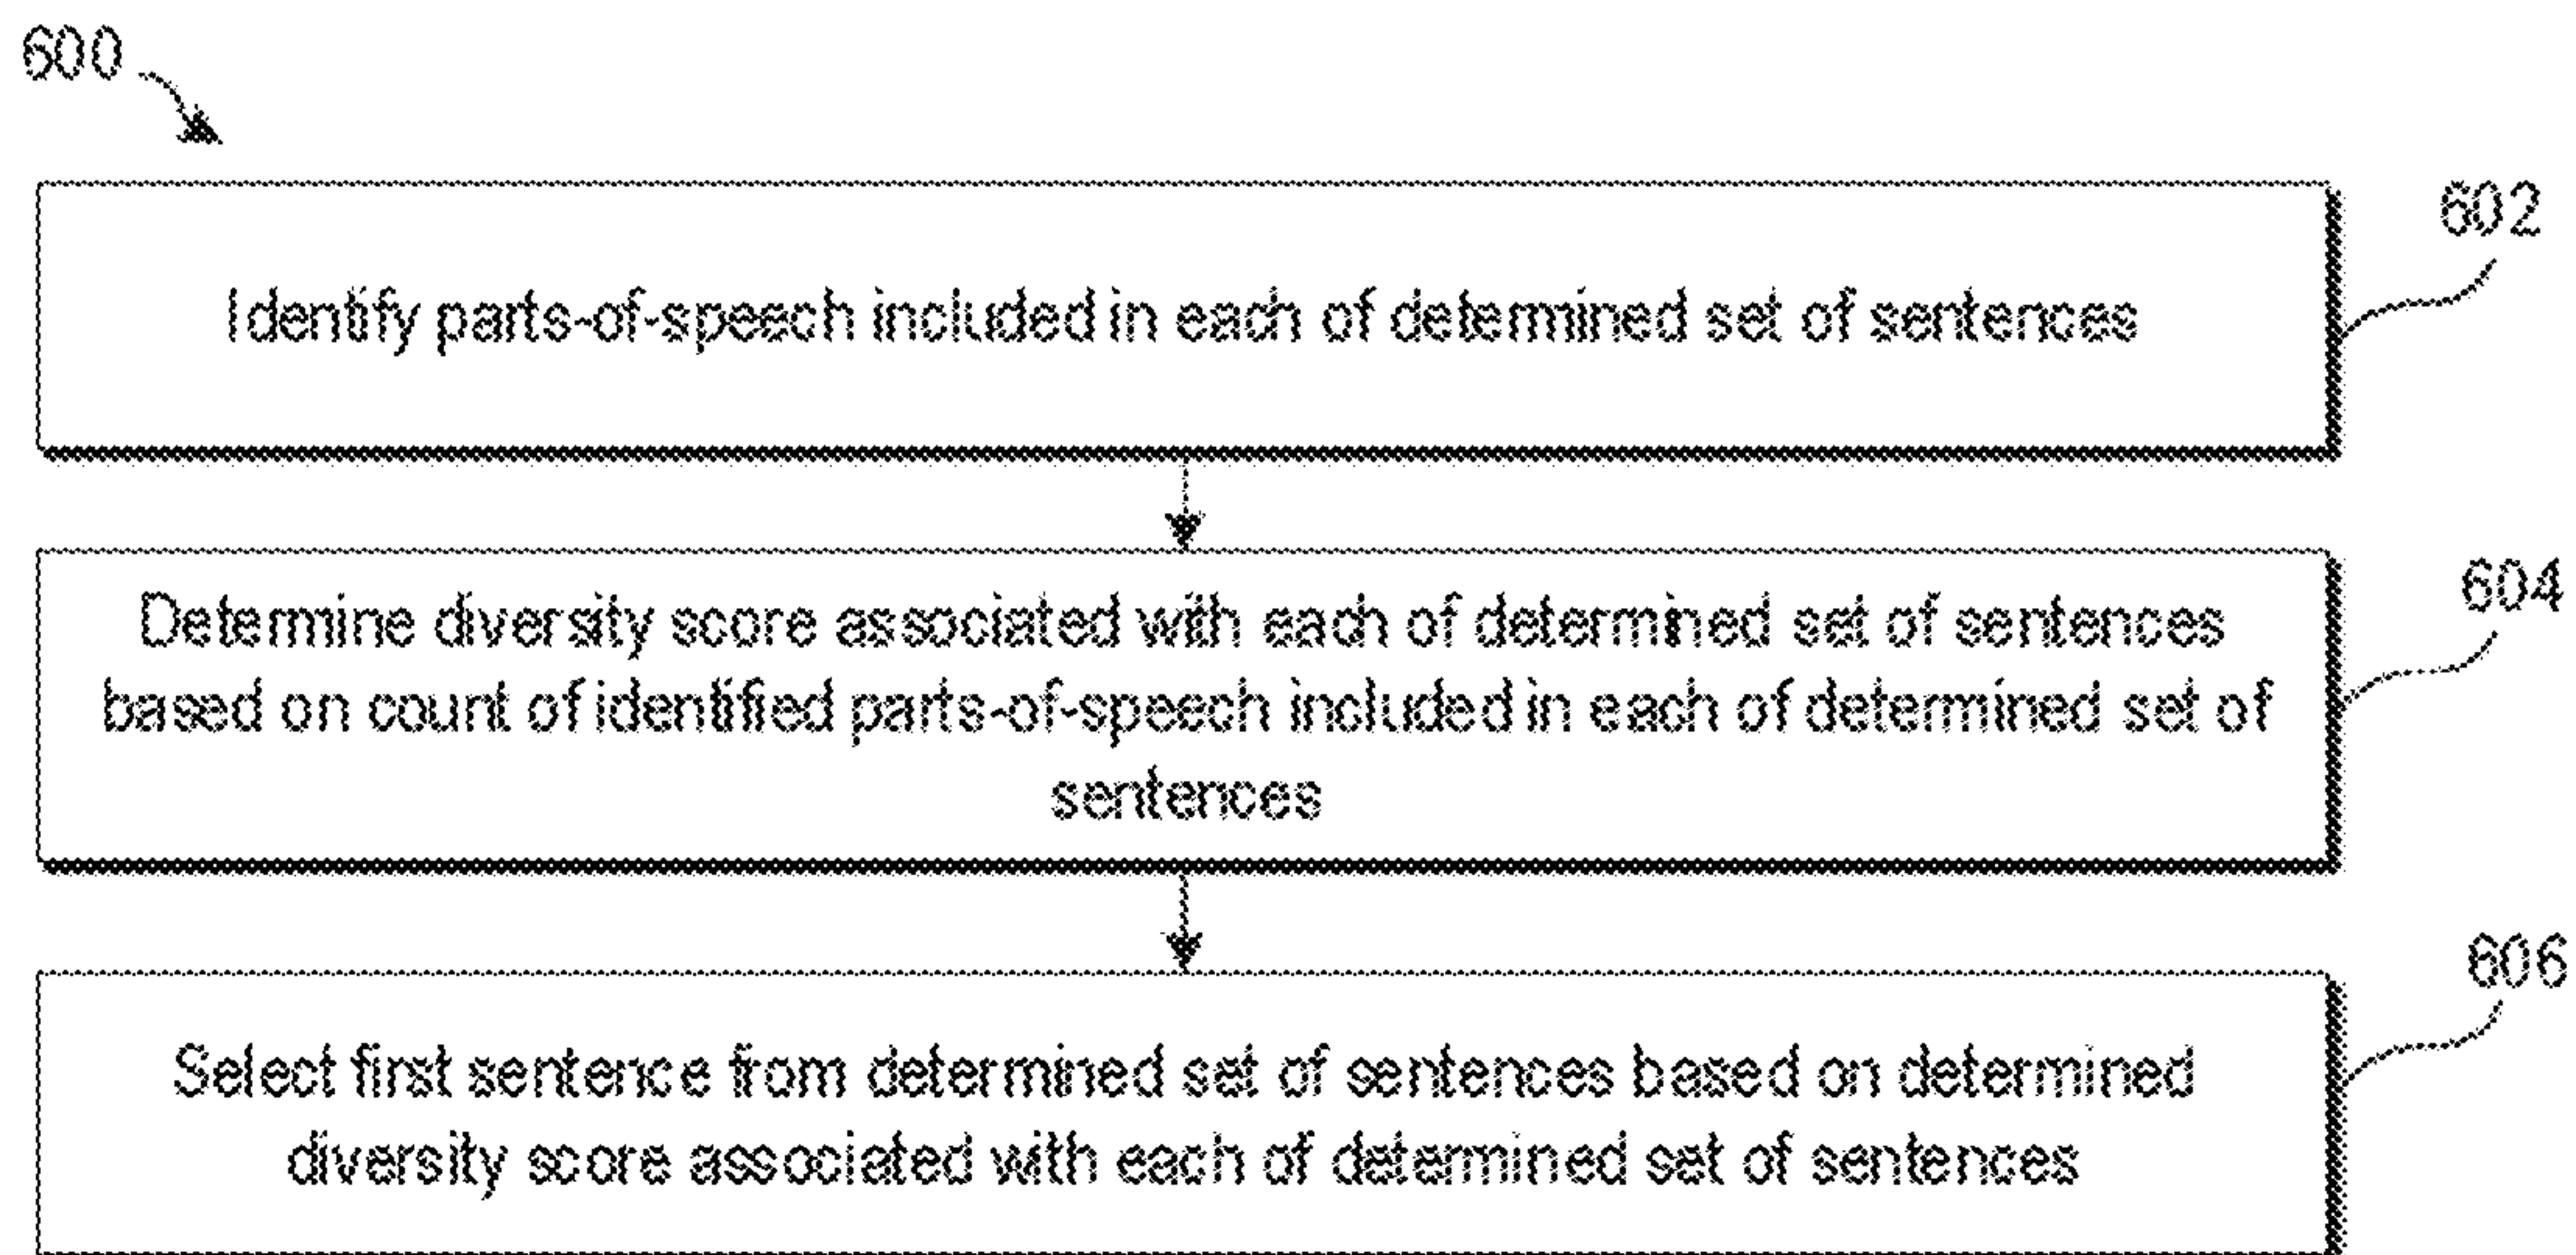 600
602
Identify parts-of-speech included in each of determined set of sentences
604
Determine diversity score associated with each of determined set of sentences
based on count of identified parts-of-speech included in each of determined set of
sentences
606
Select first sentence from determined set of sentences based on determined
diversity score associated with each of determined set of sentences